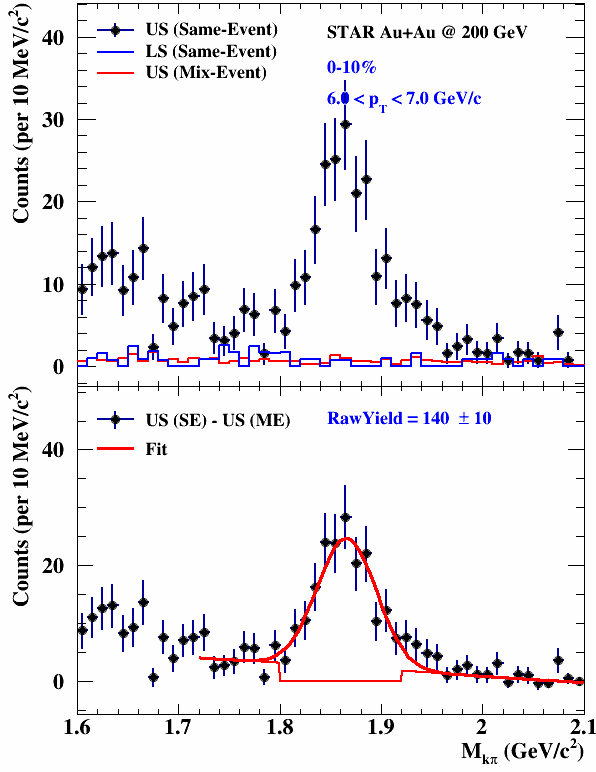 US (Same-Event)
LS (Same-Event)
US (Mix-Event)
STAR Au+Au @ 200 GeV
0-10%
6.0 < pT < 7.0 GeV/c
Counts (per 10 MeV/c²)
40
30
20
10
0
US (SE) - US (ME)
Fit
RawYield = 140 ± 10
Counts (per 10 MeV/c²)
40
20
0
1.6 1.7 1.8 1.9 2 2.1
Mkπ (GeV/c²)